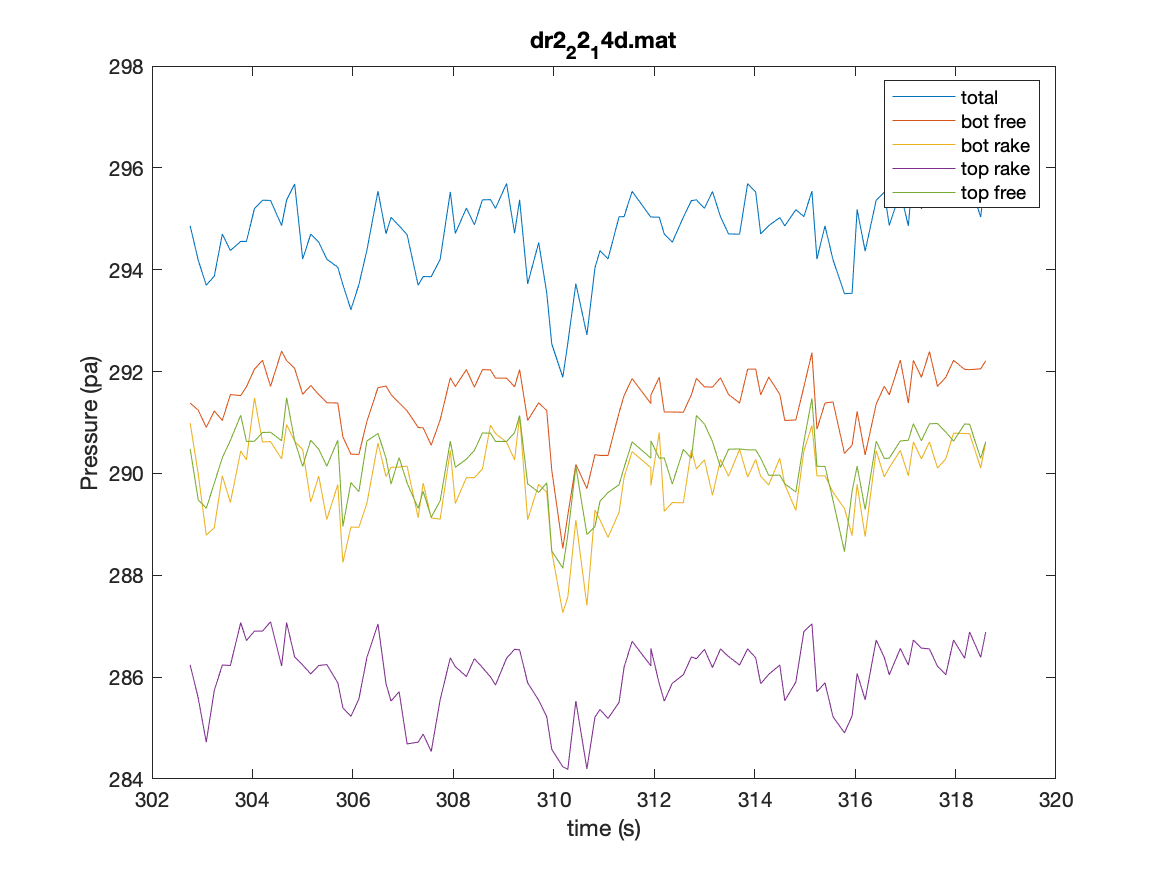 dr2₂2₁4d.mat
298
296
294
292
290
288
286
284
Pressure (pa)
total
bot free
bot rake
top rake
top free
302 304 306 308 310 312 314 316 318 320
time (s)